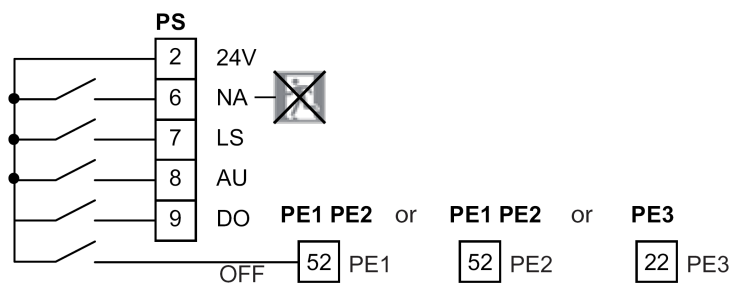 PS
2 24V
6 NA
7 LS
8 AU
9 DO PE1 PE2 or PE1 PE2 or PE3
OFF 52 PE1 52 PE2 22 PE3